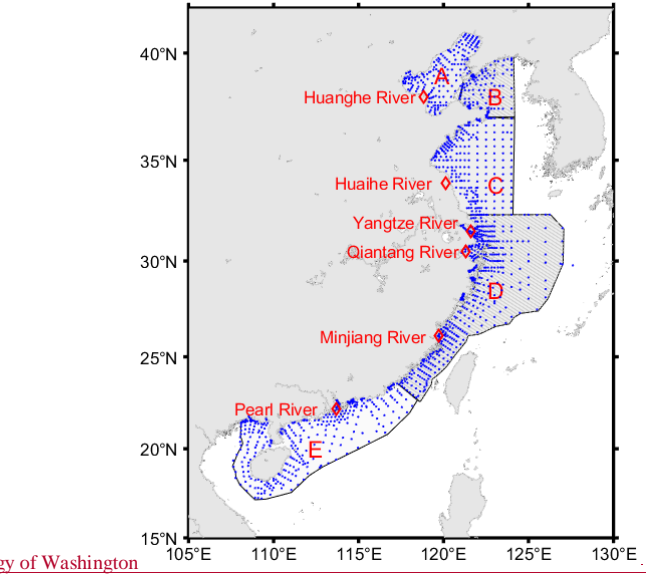 40°N
A
B
Huanghe River
35°N
Huaihe River
C
Yangtze River
Qiantang River
30°N
D
Minjiang River
25°N
Pearl River
E
20°N
15°N
105°E 110°E 115°E 120°E 125°E 130°E
gy of Washington